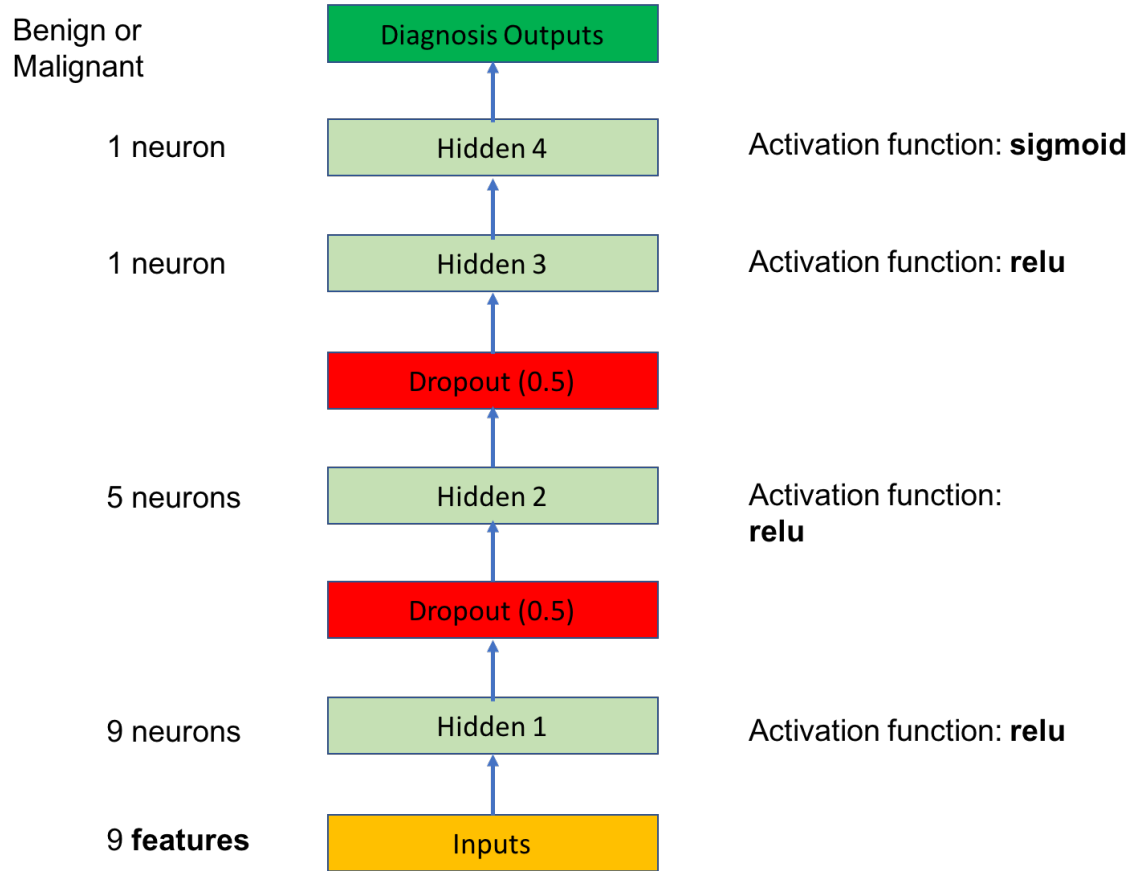 Benign or
Malignant
Diagnosis Outputs
1 neuron
Hidden 4
Activation function: sigmoid
1 neuron
Hidden 3
Activation function: relu
Dropout (0.5)
5 neurons
Hidden 2
Activation function:
relu
Dropout (0.5)
9 neurons
Hidden 1
Activation function: relu
9 features
Inputs